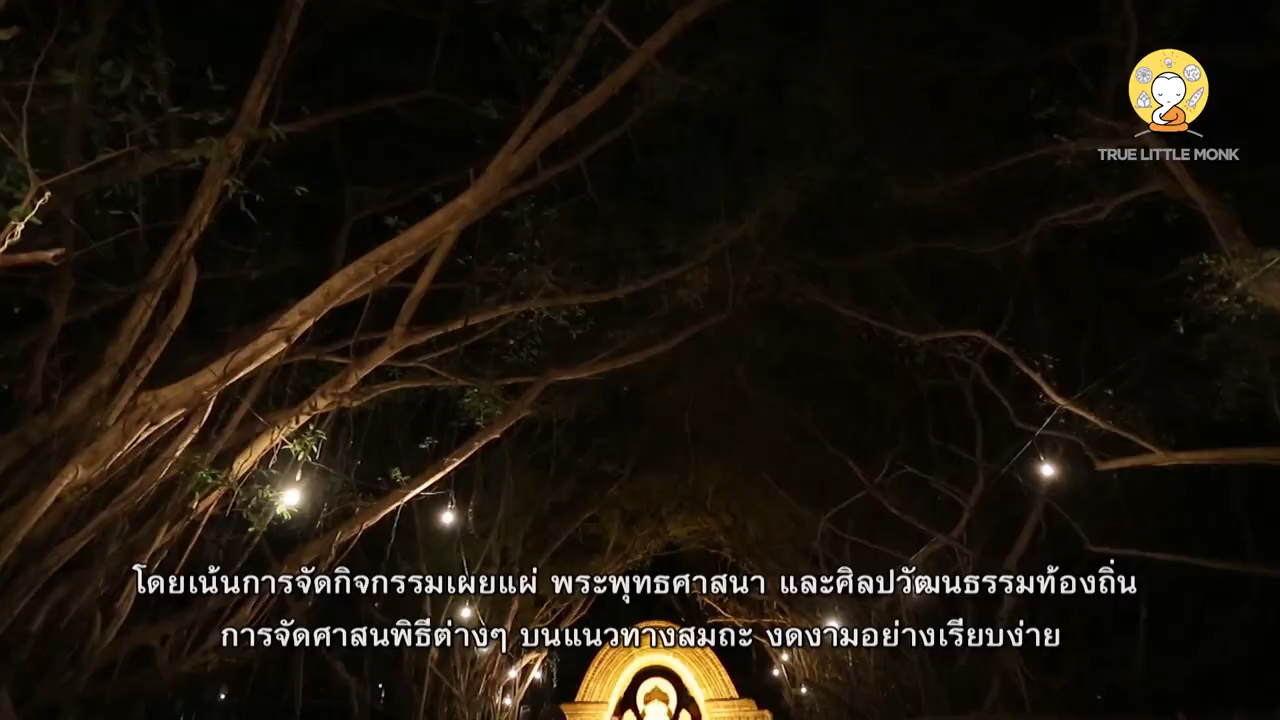 TRUE LITTLE MONK
โดยเน้นการจัดกิจกรรมเผยแผ่ พระพุทธศาสนา และศิลปวัฒนธรรมท้องถิ่น
การจัดศาสนพิธีต่างๆ บนแนวทางสมถะ งดงามอย่างเรียบง่าย